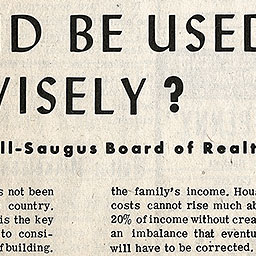 D BE USED
ISELY?
ll-Saugus Board of Realt
s not been
country.
is the key
to consi-
f building.
the family's income. Hou
costs cannot rise much ab
20% of income without crea
an imbalance that eventu
will have to be corrected.